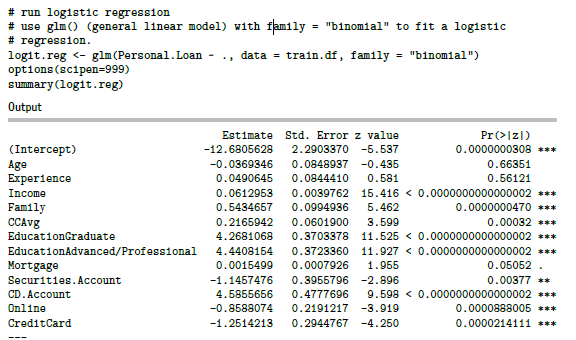 # run logistic regression
# use glm() (general linear model) with family = "binomial" to fit a logistic
# regression.
logit.reg <- glm(Personal.Loan ~ ., data = train.df, family = "binomial")
options(scipen=999)
summary(logit.reg)
Output
Estimate Std. Error z value Pr(>|z|)
(Intercept) -12.6805628 2.2903370 -5.537 0.0000000308 ***
Age -0.0369346 0.0848937 -0.435 0.66351
Experience 0.0490645 0.0844410 0.581 0.56121
Income 0.0612953 0.0039762 15.416 < 0.0000000000000002 ***
Family 0.5434657 0.0994936 5.462 0.0000000470 ***
CCAvg 0.2165942 0.0601900 3.599 0.00032 ***
EducationGraduate 4.2681068 0.3703378 11.525 < 0.0000000000000002 ***
EducationAdvanced/Professional 4.4408154 0.3723360 11.927 < 0.0000000000000002 ***
Mortgage 0.0015499 0.0007926 1.955 0.05052 .
Securities.Account -1.1457476 0.3955796 -2.896 0.00377 **
CD.Account 4.5855656 0.4777696 9.598 < 0.0000000000000002 ***
Online -0.8588074 0.2191217 -3.919 0.0000888005 ***
CreditCard -1.2514213 0.2944767 -4.250 0.0000214111 ***
---